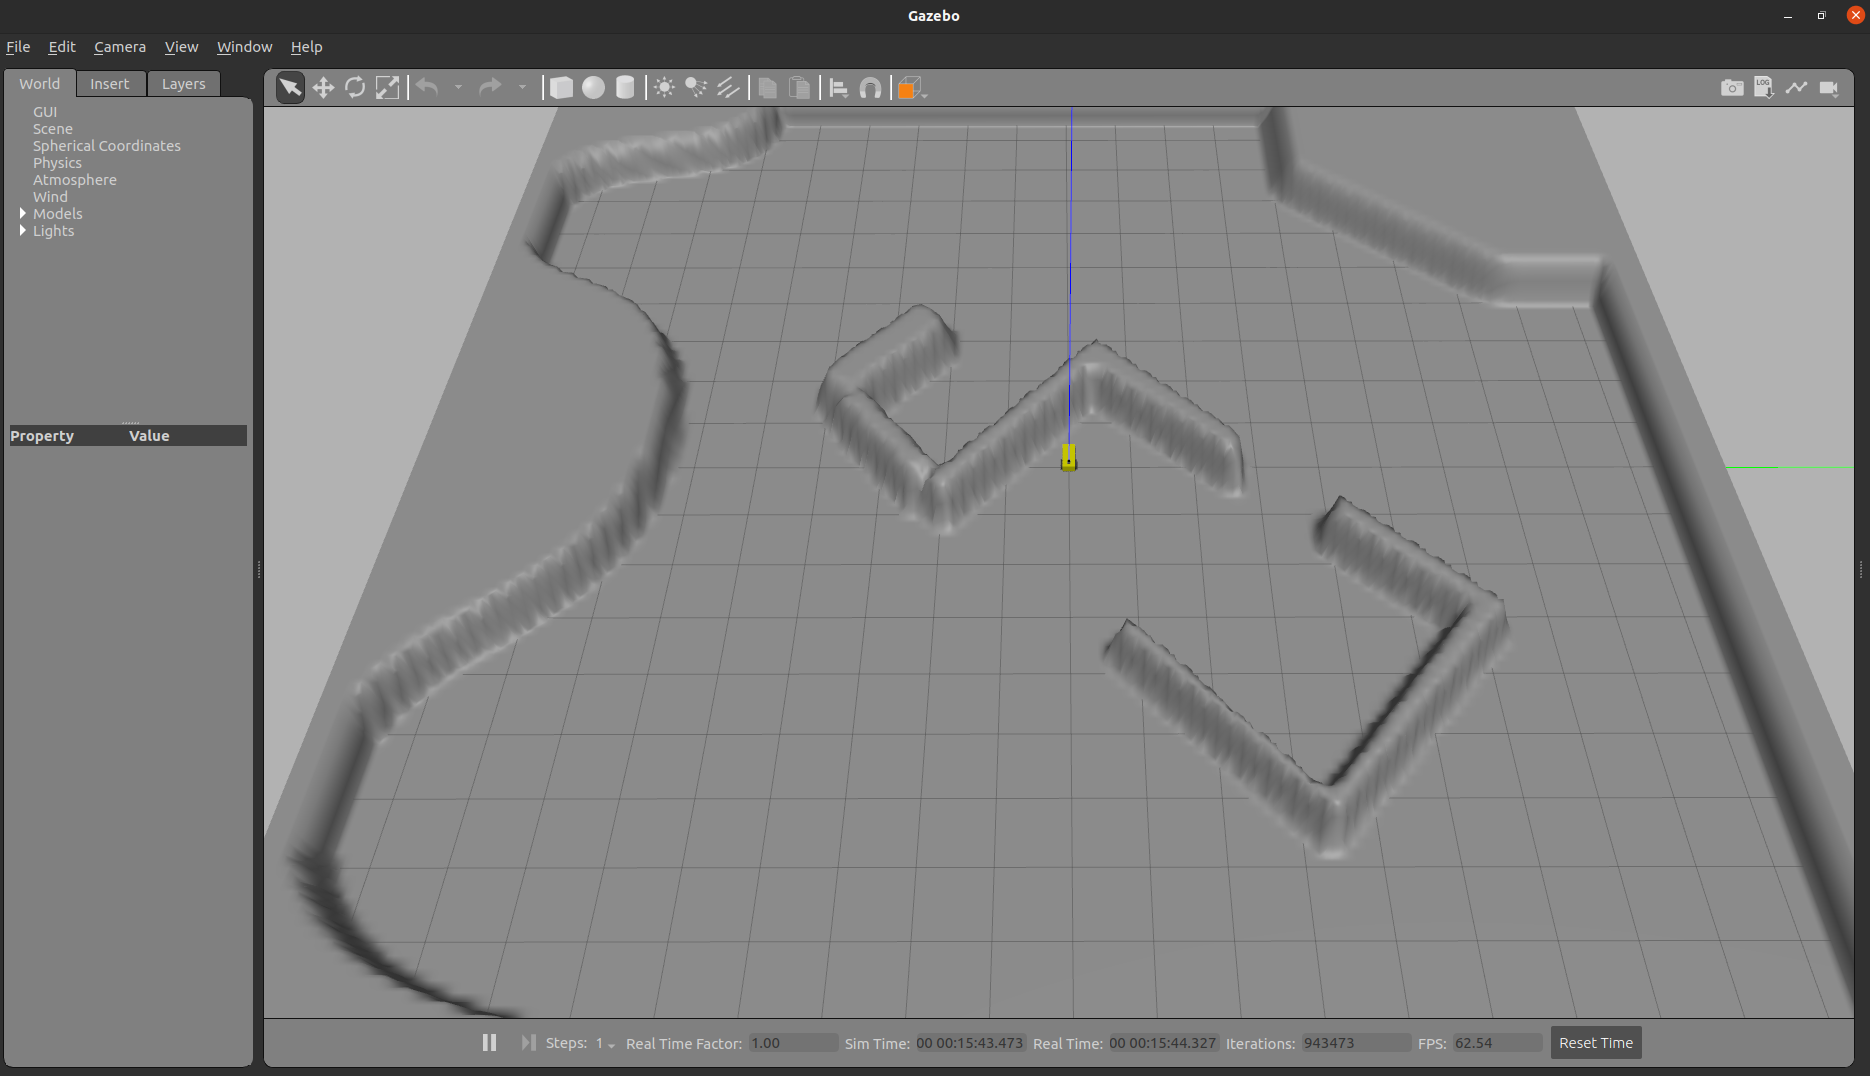 Gazebo
File Edit Camera View Window Help
World Insert Layers
LOG
GUI
Scene
Spherical Coordinates
Physics
Atmosphere
Wind
Models
Lights
Property Value
Steps: 1 Real Time Factor: 1.00 Sim Time: 00 00:15:43.473 Real Time: 00 00:15:44.327 Iterations: 943473 FPS: 62.54 Reset Time